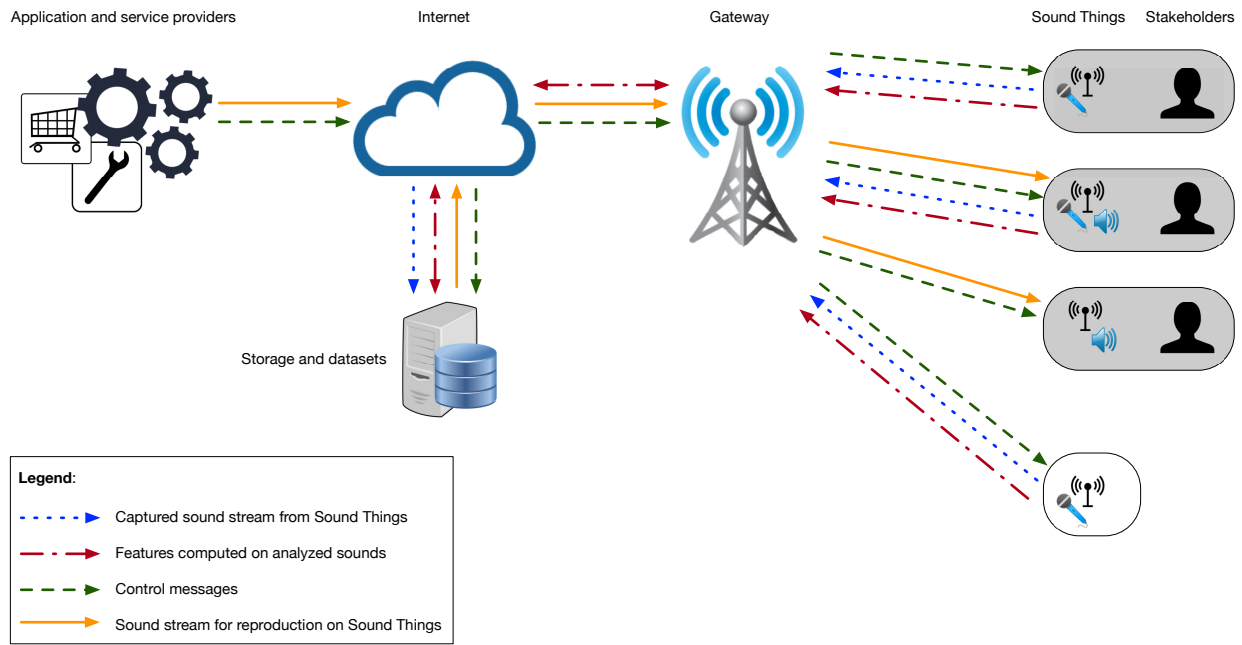 Application and service providers
Internet
Gateway
Sound Things
Stakeholders
Storage and datasets
Legend:
Captured sound stream from Sound Things
Features computed on analyzed sounds
Control messages
Sound stream for reproduction on Sound Things